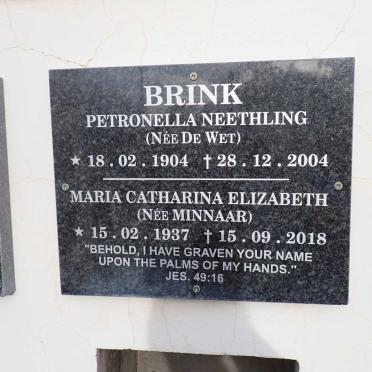 BRINK
PETRONELLA NEETHLING
(NÉE DE WET)
★ 18 . 02 . 1904 † 28 . 12 . 2004
MARIA CATHARINA ELIZABETH
(NÉE MINNAAR)
★ 15 . 02 . 1937 † 15 . 09 . 2018
"BEHOLD, I HAVE GRAVEN YOUR NAME
UPON THE PALMS OF MY HANDS."
JES. 49:16